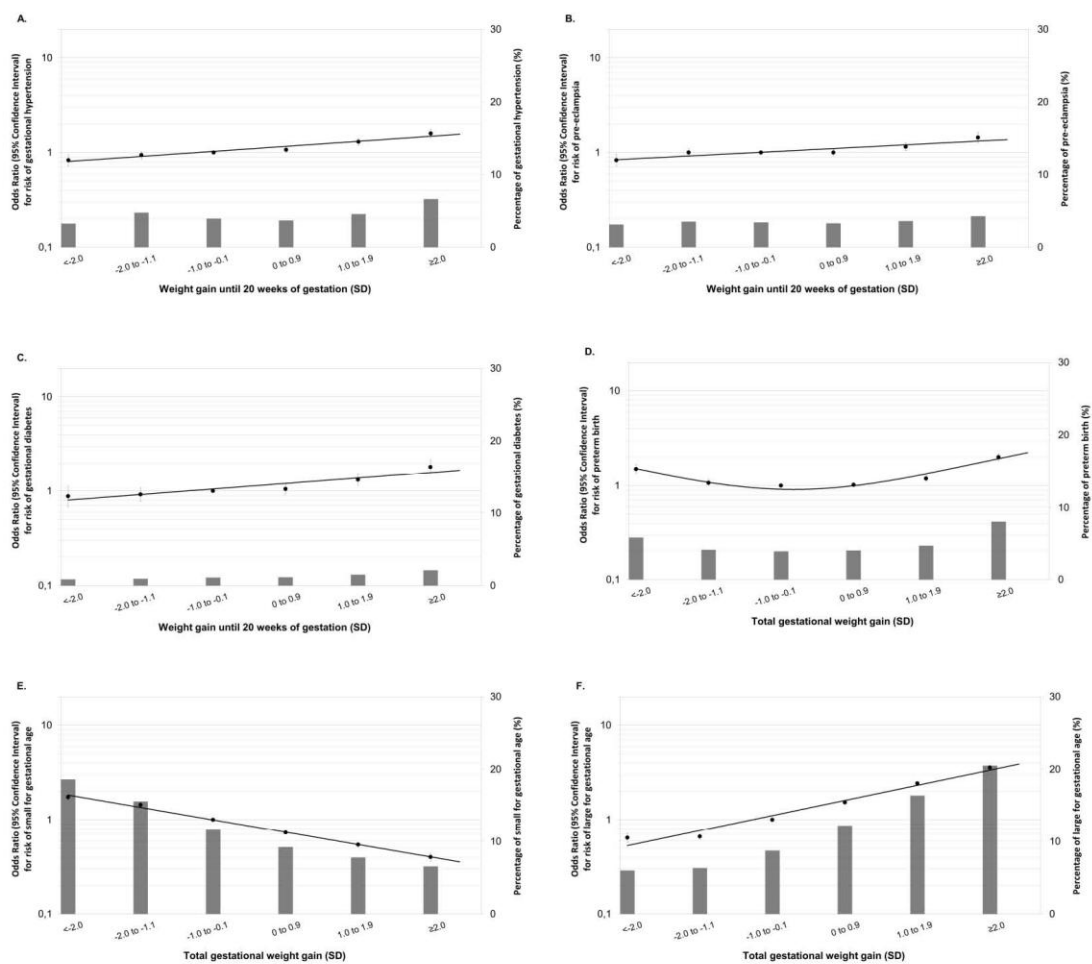 A.
Odds Ratio (95% Confidence Interval)
for risk of gestational hypertension
10
1
0,1
30
20
10
0
Percentage of gestational hypertension (%)
<-2.0
-2.0 to -1.1
-1.0 to -0.1
0 to 0.9
1.0 to 1.9
≥2.0
Weight gain until 20 weeks of gestation (SD)
B.
Odds Ratio (95% Confidence Interval)
for risk of pre-eclampsia
10
1
0,1
30
20
10
0
Percentage of pre-eclampsia (%)
<-2.0
-2.0 to -1.1
-1.0 to -0.1
0 to 0.9
1.0 to 1.9
≥2.0
Weight gain until 20 weeks of gestation (SD)
C.
Odds Ratio (95% Confidence Interval)
for risk of gestational diabetes
10
1
0,1
30
20
10
0
Percentage of gestational diabetes (%)
<-2.0
-2.0 to -1.1
-1.0 to -0.1
0 to 0.9
1.0 to 1.9
≥2.0
Weight gain until 20 weeks of gestation (SD)
D.
Odds Ratio (95% Confidence Interval)
for risk of preterm birth
10
1
0,1
30
20
10
0
Percentage of preterm birth (%)
<-2.0
-2.0 to -1.1
-1.0 to -0.1
0 to 0.9
1.0 to 1.9
≥2.0
Total gestational weight gain (SD)
E.
Odds Ratio (95% Confidence Interval)
for risk of small for gestational age
10
1
0,1
30
20
10
0
Percentage of small for gestational age (%)
<-2.0
-2.0 to -1.1
-1.0 to -0.1
0 to 0.9
1.0 to 1.9
≥2.0
Total gestational weight gain (SD)
F.
Odds Ratio (95% Confidence Interval)
for risk of large for gestational age
10
1
0,1
30
20
10
0
Percentage of large for gestational age (%)
<-2.0
-2.0 to -1.1
-1.0 to -0.1
0 to 0.9
1.0 to 1.9
≥2.0
Total gestational weight gain (SD)